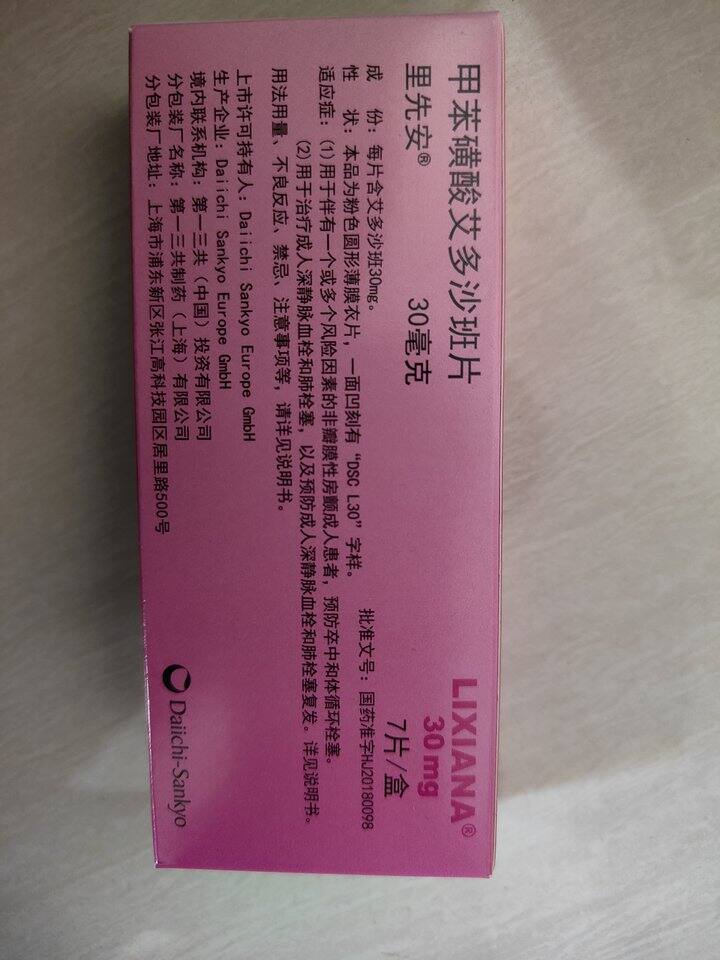 甲苯磺酸艾多沙班片
里先安® 30毫克
LIXIANA®
30 mg
7片/盒
成 份：每片含艾多沙班30mg。
性 状：本品为粉色圆形薄膜衣片，一面凹刻有“DSC L30”字样。
批准文号：国药准字HJ20180098
适应症：(1)用于伴有一个或多个风险因素的非瓣膜性房颤成人患者，预防卒中和体循环栓塞。
(2)用于治疗成人深静脉血栓和肺栓塞，以及预防成人深静脉血栓和肺栓塞复发。详见说明书。
用法用量、不良反应、禁忌、注意事项等，请详见说明书。
上市许可持有人：Daiichi Sankyo Europe GmbH
生产企业：Daiichi Sankyo Europe GmbH
境内联系机构：第一三共（中国）投资有限公司
分包装厂名称：第一三共制药（上海）有限公司
分包装厂地址：上海市浦东新区张江高科技园区居里路500号
Daiichi-Sankyo